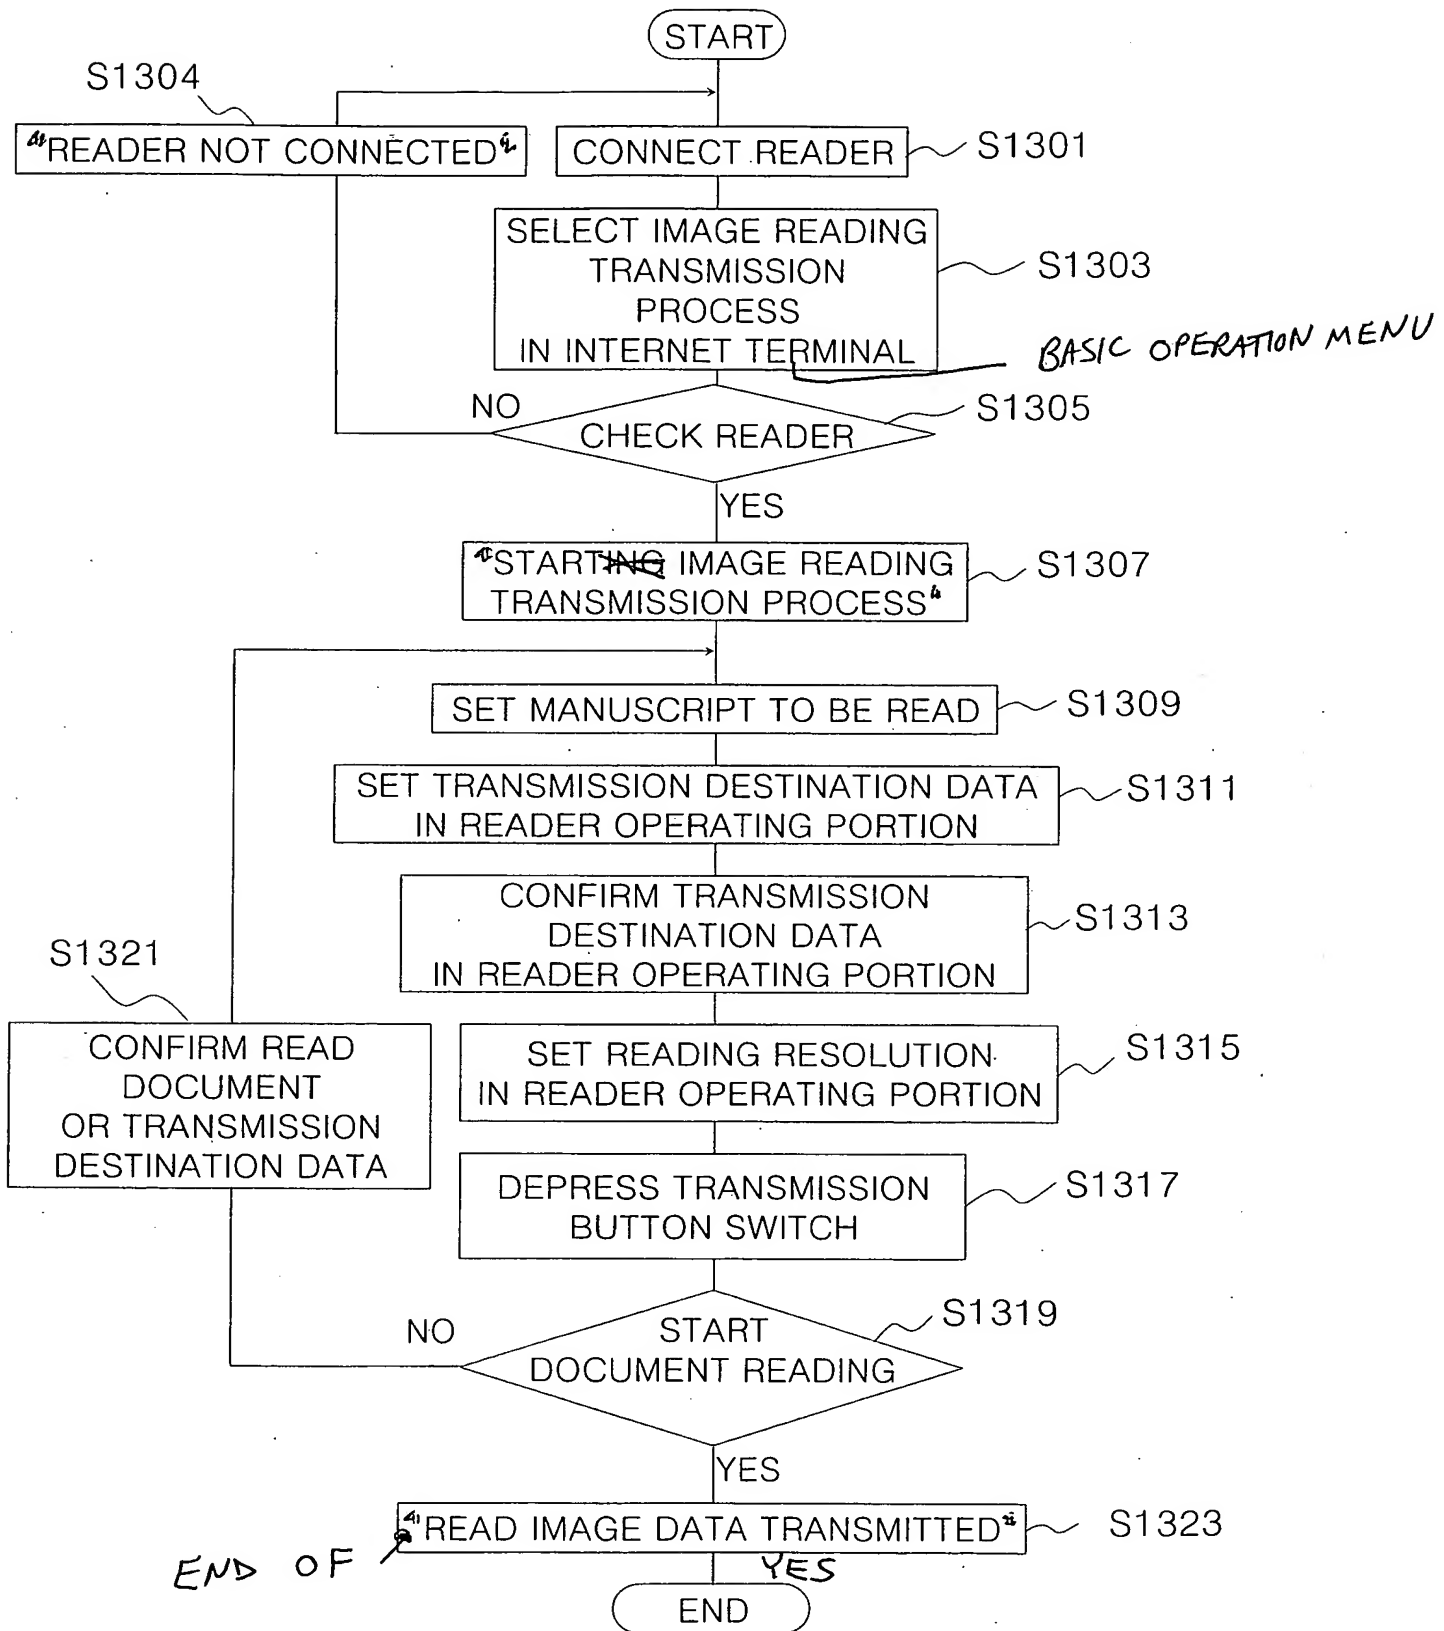 START
S1304
"READER NOT CONNECTED"
CONNECT READER
S1301
SELECT IMAGE READING
TRANSMISSION
PROCESS
IN INTERNET TERMINAL
S1303
BASIC OPERATION MENU
NO
CHECK READER
S1305
YES
"STARTING IMAGE READING
TRANSMISSION PROCESS"
S1307
SET MANUSCRIPT TO BE READ
S1309
SET TRANSMISSION DESTINATION DATA
IN READER OPERATING PORTION
S1311
CONFIRM TRANSMISSION
DESTINATION DATA
IN READER OPERATING PORTION
S1313
S1321
CONFIRM READ
DOCUMENT
OR TRANSMISSION
DESTINATION DATA
SET READING RESOLUTION
IN READER OPERATING PORTION
S1315
DEPRESS TRANSMISSION
BUTTON SWITCH
S1317
NO
START
DOCUMENT READING
S1319
YES
"READ IMAGE DATA TRANSMITTED"
S1323
END OF
YES
END